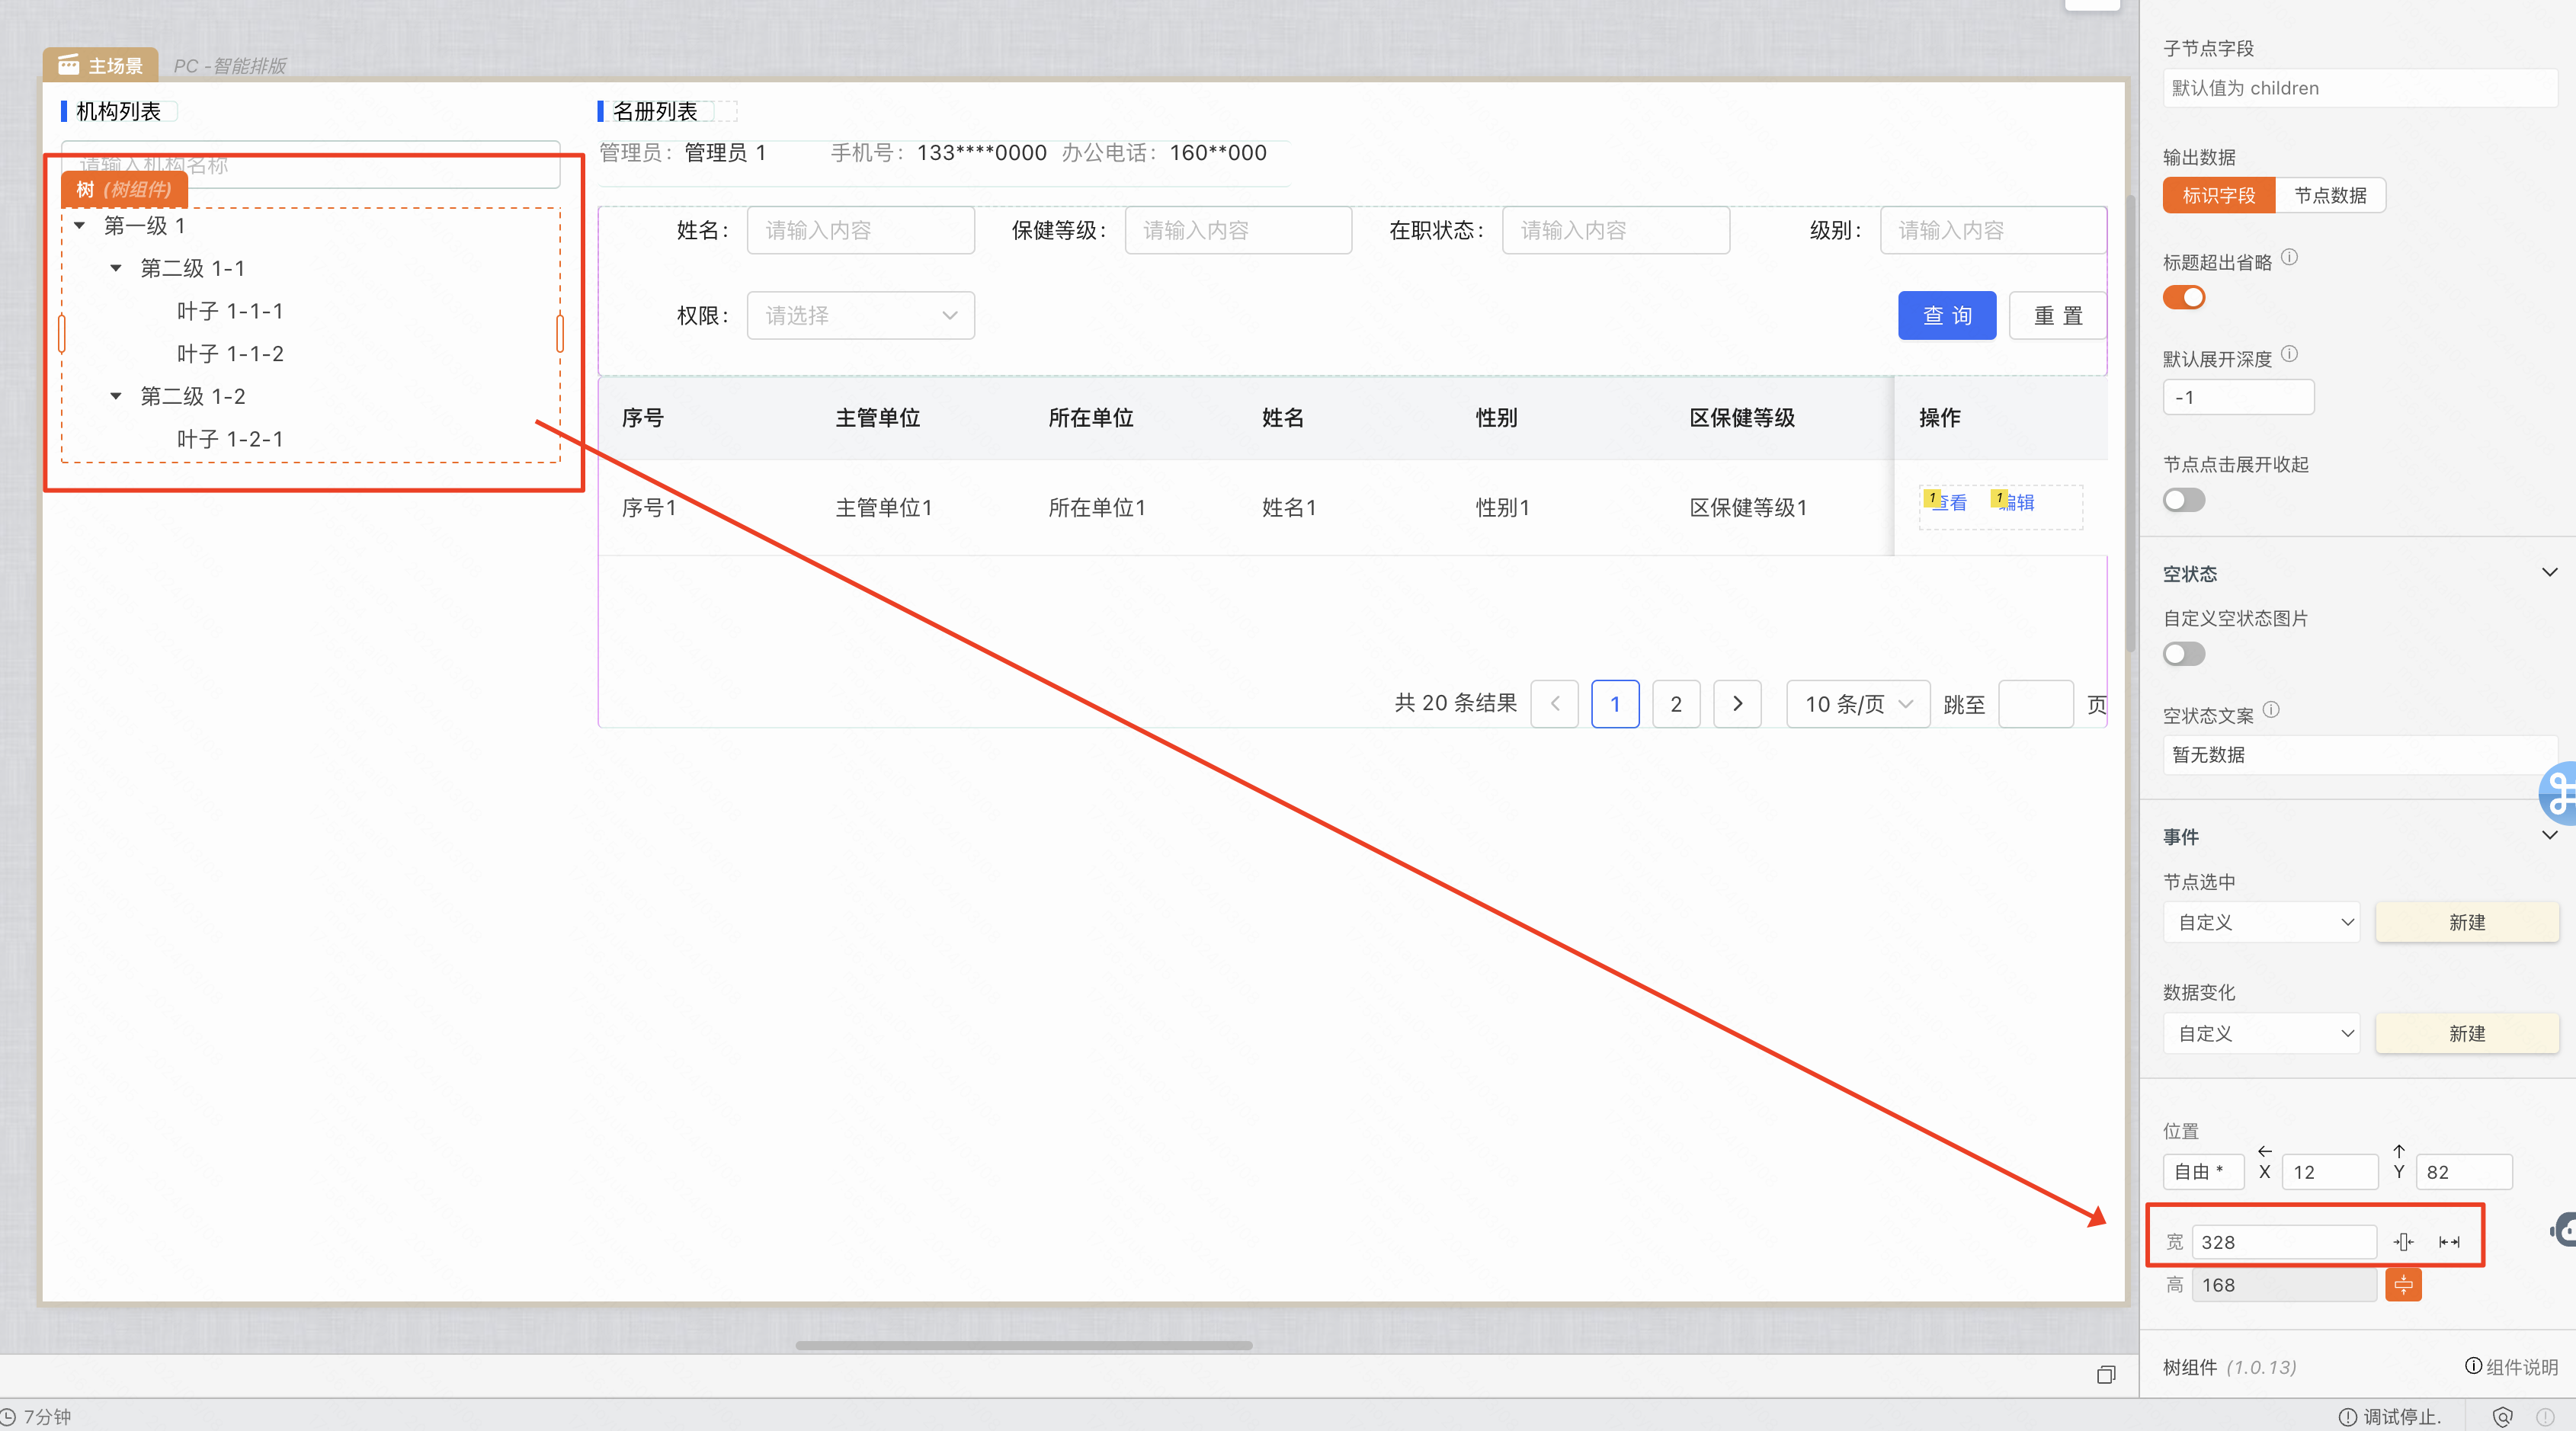 主场景
PC -智能排版
机构列表
请输入机构名称
树 (树组件)
第一级 1
第二级 1-1
叶子 1-1-1
叶子 1-1-2
第二级 1-2
叶子 1-2-1
名册列表
管理员： 管理员 1 手机号： 133****0000 办公电话： 160**000
姓名： 请输入内容 保健等级： 请输入内容 在职状态： 请输入内容 级别： 请输入内容
权限： 请选择 查 询 重 置
序号 主管单位 所在单位 姓名 性别 区保健等级 操作
序号1 主管单位1 所在单位1 姓名1 性别1 区保健等级1 1 查看 1 编辑
共 20 条结果 1 2 10 条/页 跳至 页
子节点字段
默认值为 children
输出数据
标识字段 节点数据
标题超出省略
默认展开深度
-1
节点点击展开收起
空状态
自定义空状态图片
空状态文案
暂无数据
事件
节点选中
自定义 新建
数据变化
自定义 新建
位置
自由 * X 12 Y 82
宽 328
高 168
树组件 (1.0.13) 组件说明
7分钟
调试停止.